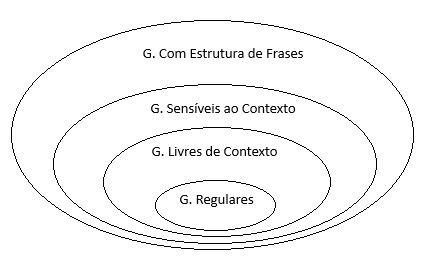 G. Com Estrutura de Frases
G. Sensíveis ao Contexto
G. Livres de Contexto
G. Regulares